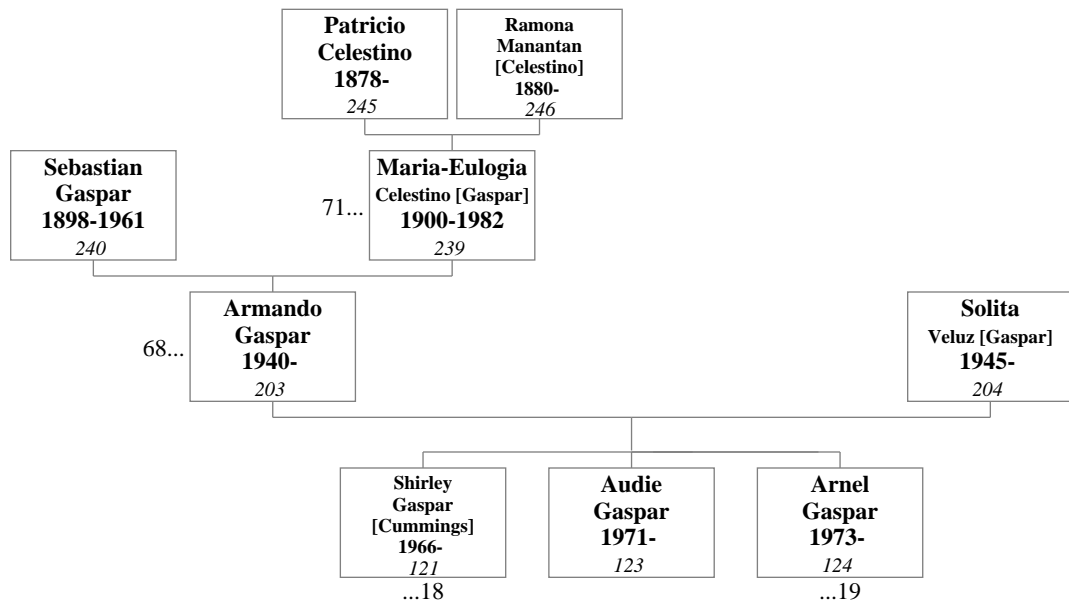 Patricio
Celestino
1878-
245
Ramona
Manantan
[Celestino]
1880-
246
Sebastian
Gaspar
1898-1961
240
71...
Maria-Eulogia
Celestino [Gaspar]
1900-1982
239
68...
Armando
Gaspar
1940-
203
Solita
Veluz [Gaspar]
1945-
204
Shirley
Gaspar
[Cummings]
1966-
121
...18
Audie
Gaspar
1971-
123
Arnel
Gaspar
1973-
124
...19